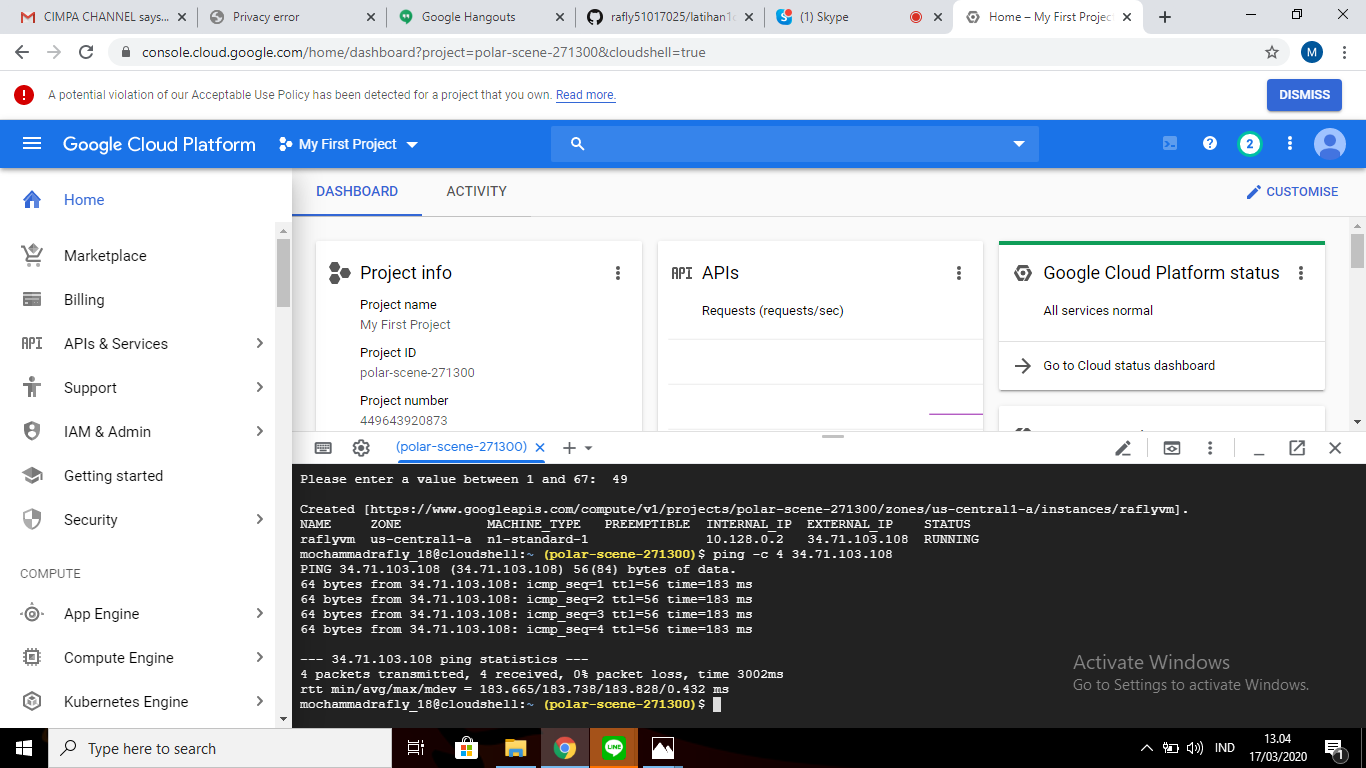 CIMPA CHANNEL says...
Privacy error
Google Hangouts
rafly51017025/latihan1
(1) Skype
Home – My First Project
console.cloud.google.com/home/dashboard?project=polar-scene-271300&cloudshell=true
M
A potential violation of our Acceptable Use Policy has been detected for a project that you own. Read more.
DISMISS
Google Cloud Platform
My First Project
2
Home
DASHBOARD
ACTIVITY
CUSTOMISE
Marketplace
Billing
API APIs & Services
Support
IAM & Admin
Getting started
Security
COMPUTE
App Engine
Compute Engine
Kubernetes Engine
Project info
Project name
My First Project
Project ID
polar-scene-271300
Project number
449643920873
API APIs
Requests (requests/sec)
Google Cloud Platform status
All services normal
Go to Cloud status dashboard
(polar-scene-271300)
Please enter a value between 1 and 67:  49
Created [https://www.googleapis.com/compute/v1/projects/polar-scene-271300/zones/us-central1-a/instances/raflyvm].
NAME ZONE MACHINE_TYPE PREEMPTIBLE INTERNAL_IP EXTERNAL_IP STATUS
raflyvm us-central1-a n1-standard-1 10.128.0.2 34.71.103.108 RUNNING
mochammadrafly_18@cloudshell:~ (polar-scene-271300)$ ping -c 4 34.71.103.108
PING 34.71.103.108 (34.71.103.108) 56(84) bytes of data.
64 bytes from 34.71.103.108: icmp_seq=1 ttl=56 time=183 ms
64 bytes from 34.71.103.108: icmp_seq=2 ttl=56 time=183 ms
64 bytes from 34.71.103.108: icmp_seq=3 ttl=56 time=183 ms
64 bytes from 34.71.103.108: icmp_seq=4 ttl=56 time=183 ms
--- 34.71.103.108 ping statistics ---
4 packets transmitted, 4 received, 0% packet loss, time 3002ms
rtt min/avg/max/mdev = 183.665/183.738/183.828/0.432 ms
mochammadrafly_18@cloudshell:~ (polar-scene-271300)$
Activate Windows
Go to Settings to activate Windows.
Type here to search
LINE
IND
13.04
17/03/2020
1